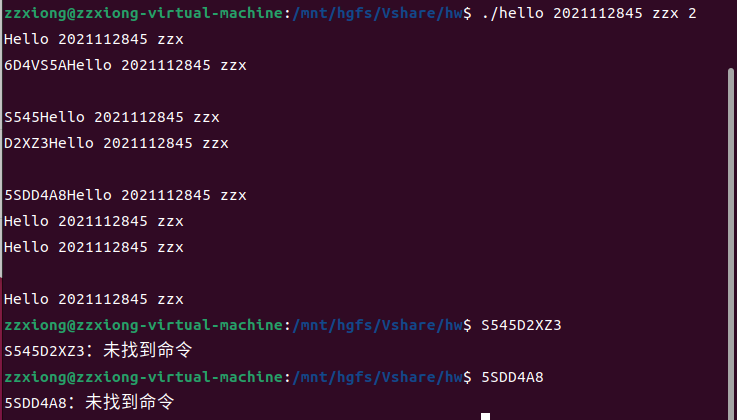 zzxiong@zzxiong-virtual-machine:/mnt/hgfs/Vshare/hw$ ./hello 2021112845 zzx 2
Hello 2021112845 zzx
6D4VS5AHello 2021112845 zzx
S545Hello 2021112845 zzx
D2XZ3Hello 2021112845 zzx
5SDD4A8Hello 2021112845 zzx
Hello 2021112845 zzx
Hello 2021112845 zzx
Hello 2021112845 zzx
zzxiong@zzxiong-virtual-machine:/mnt/hgfs/Vshare/hw$ S545D2XZ3
S545D2XZ3：未找到命令
zzxiong@zzxiong-virtual-machine:/mnt/hgfs/Vshare/hw$ 5SDD4A8
5SDD4A8：未找到命令